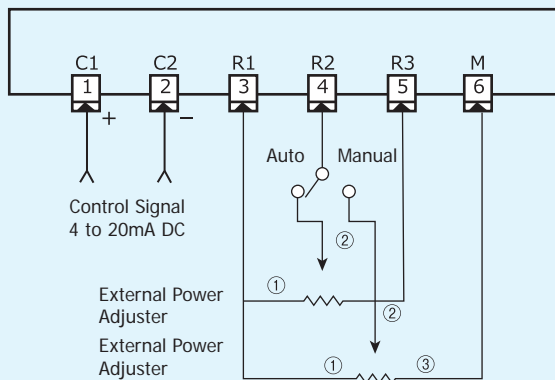 C1 C2 R1 R2 R3 M
1 2 3 4 5 6
+ −
Auto Manual
Control Signal
4 to 20mA DC
②
① 
External Power
Adjuster
②
External Power
Adjuster
① ③